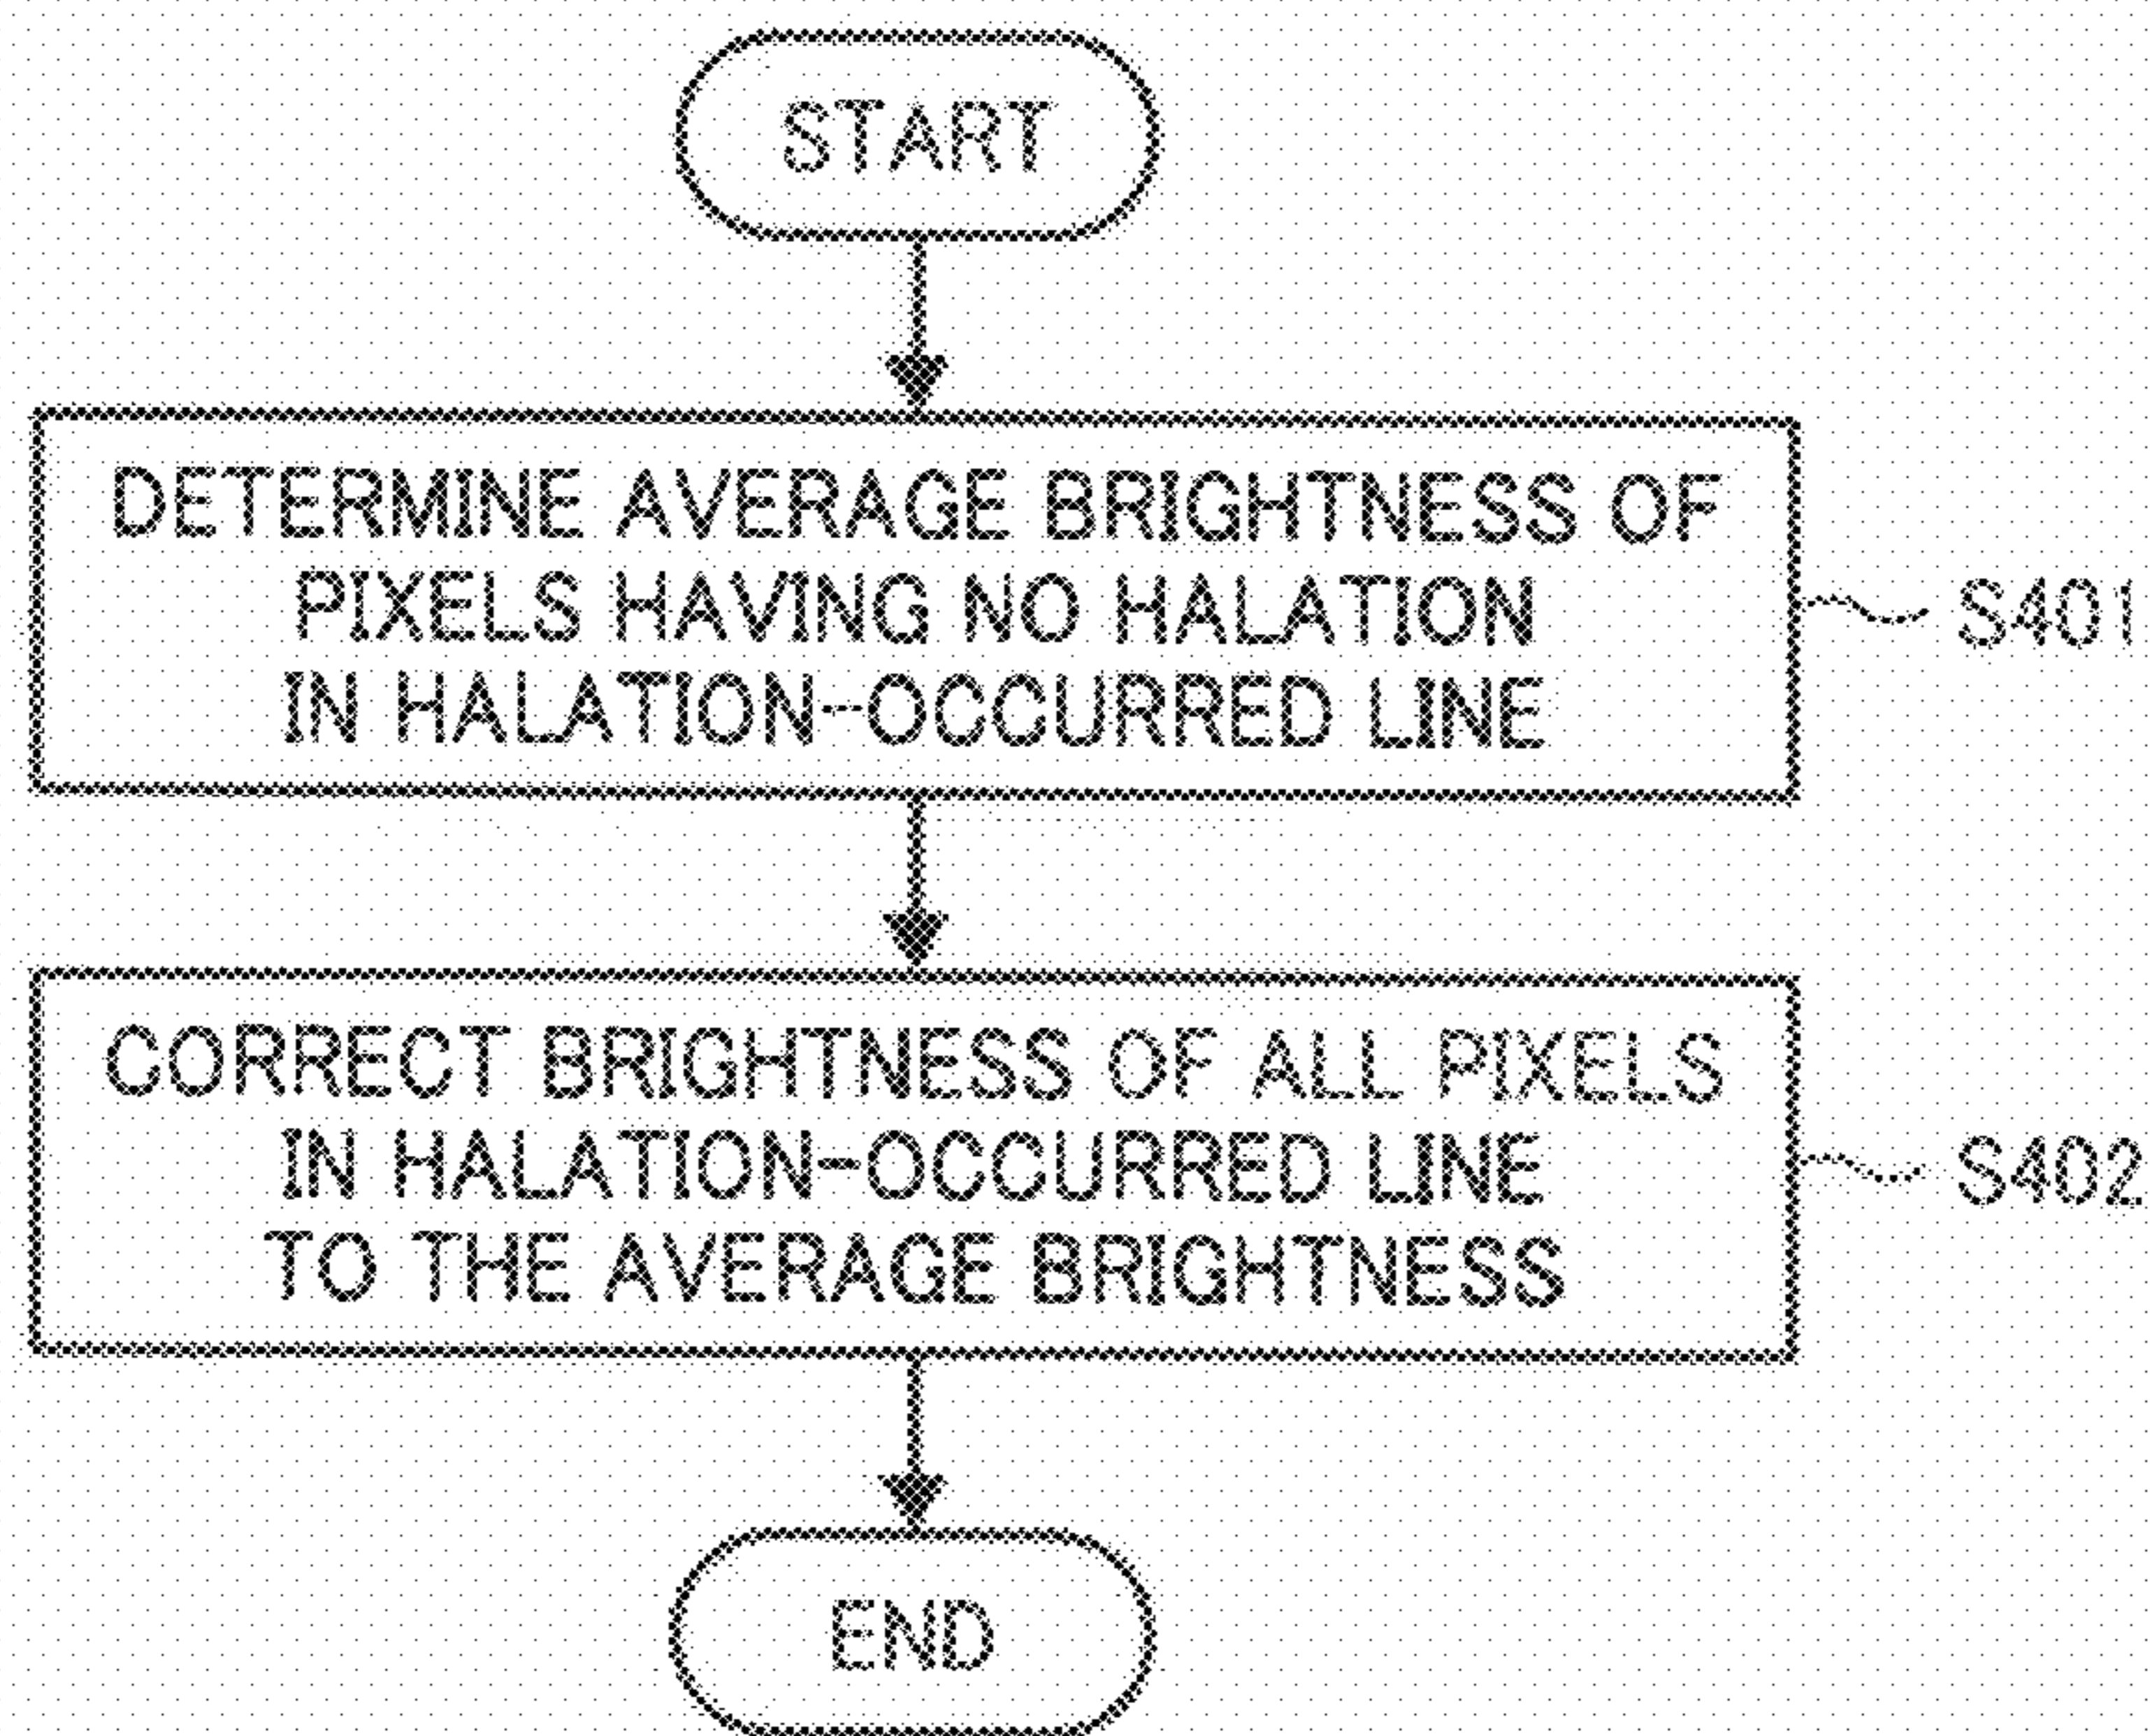 START
DETERMINE AVERAGE BRIGHTNESS OF
PIXELS HAVING NO HALATION
IN HALATION-OCCURRED LINE
S401
CORRECT BRIGHTNESS OF ALL PIXELS
IN HALATION-OCCURRED LINE
TO THE AVERAGE BRIGHTNESS
S402
END